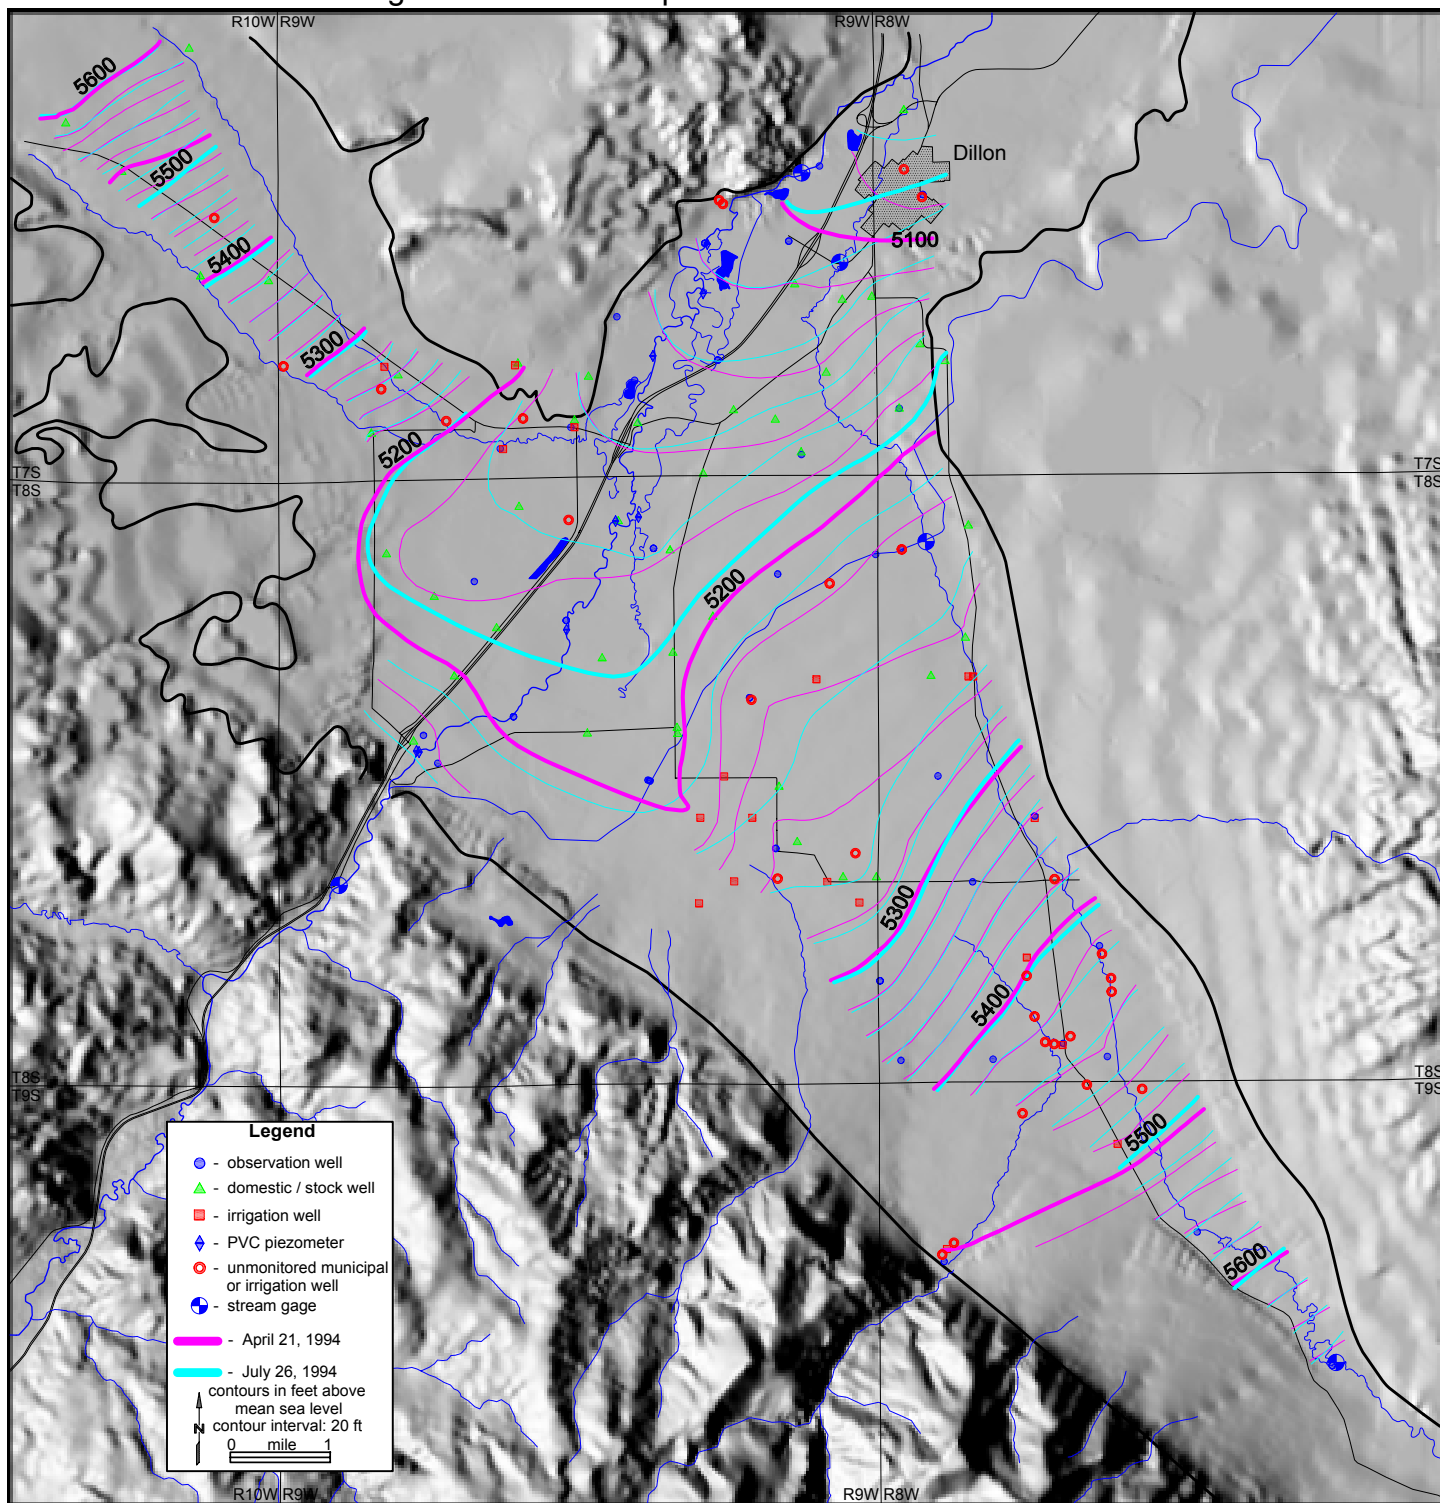 R10W R9W
R9W R8W
5600
Dillon
5500
5400
5100
5300
5200
T7S
T8S
T7S
T8S
5200
5300
5400
T8S
T9S
T8S
T9S
5500
5600
Legend
- observation well
- domestic / stock well
- irrigation well
- PVC piezometer
- unmonitored municipal
or irrigation well
- stream gage
- April 21, 1994
- July 26, 1994
contours in feet above
mean sea level
N contour interval: 20 ft
0 mile 1
R10W R9W
R9W R8W